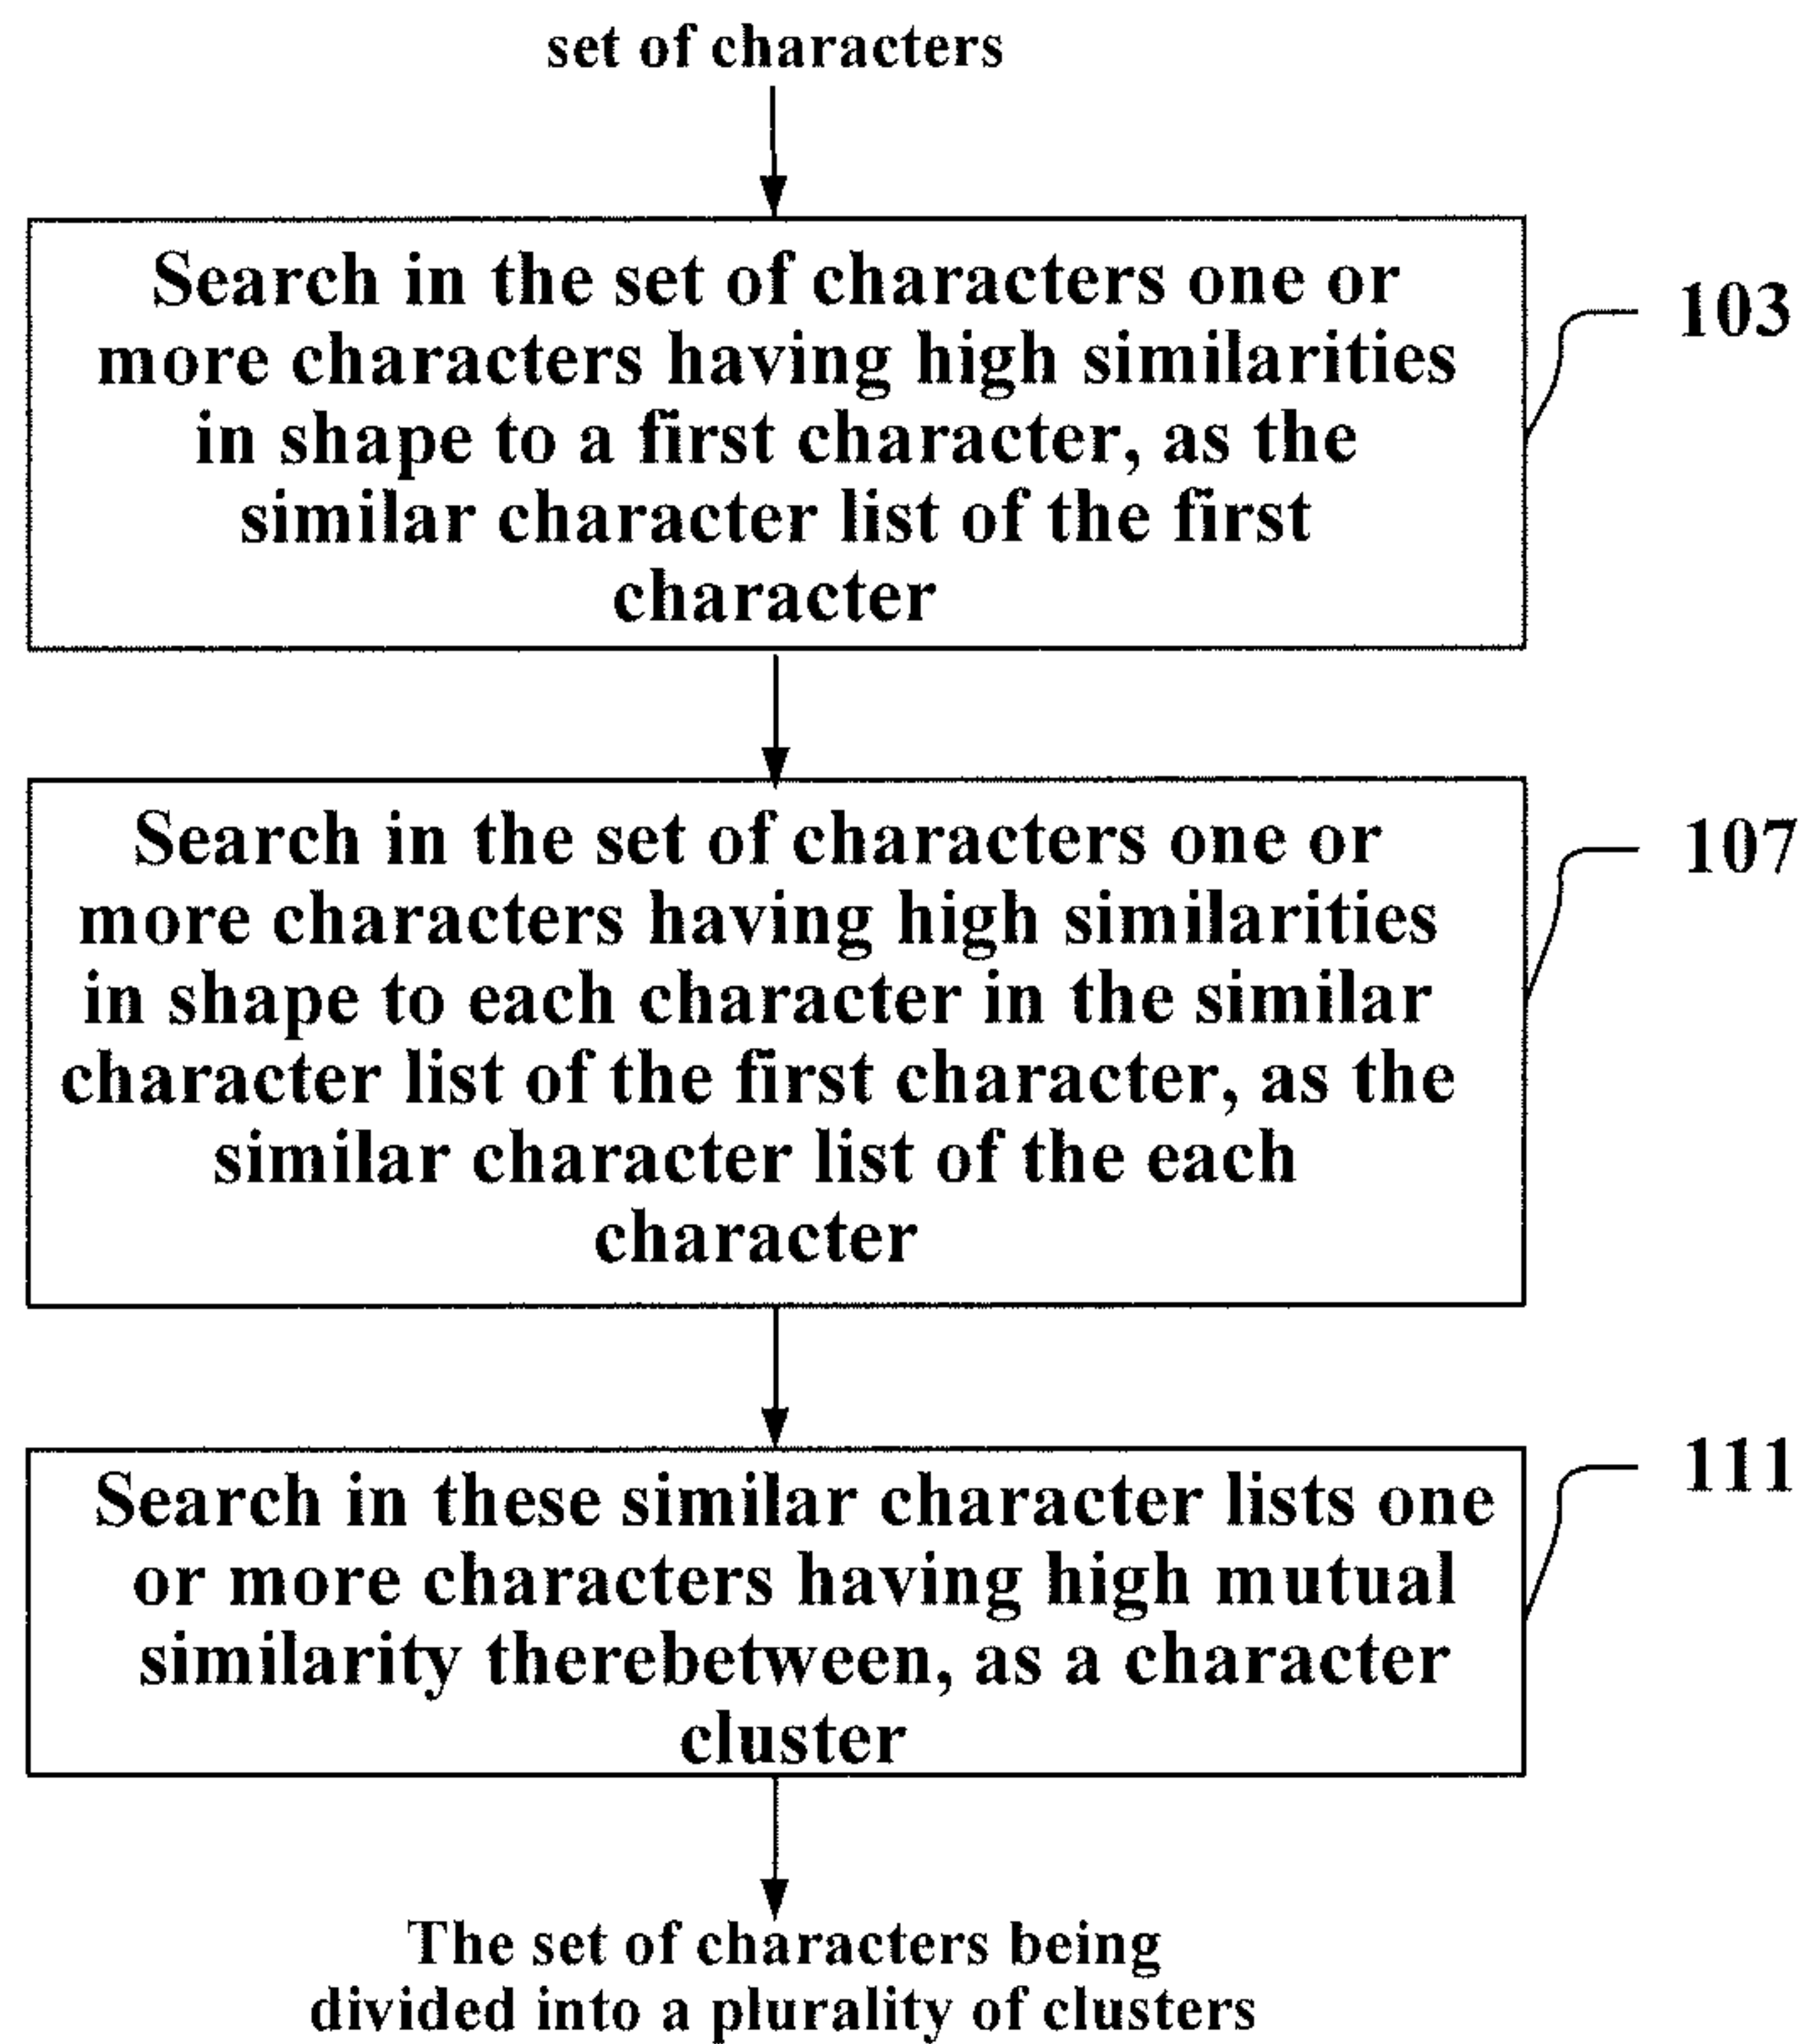 set of characters
Search in the set of characters one or
more characters having high similarities
in shape to a first character, as the
similar character list of the first
character
103
Search in the set of characters one or
more characters having high similarities
in shape to each character in the similar
character list of the first character, as the
similar character list of the each
character
107
Search in these similar character lists one
or more characters having high mutual
similarity therebetween, as a character
cluster
111
The set of characters being
divided into a plurality of clusters